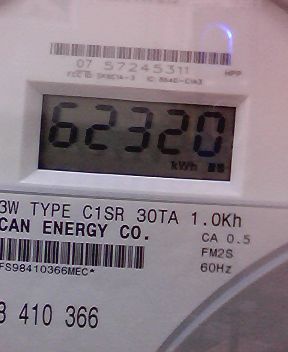 07 57245311
HPP
62320
kWh
3W TYPE C1SR 30TA 1.0Kh
CAN ENERGY CO.
CA 0.5
FM2S
60Hz
FS98410366MEC*
3 410 366